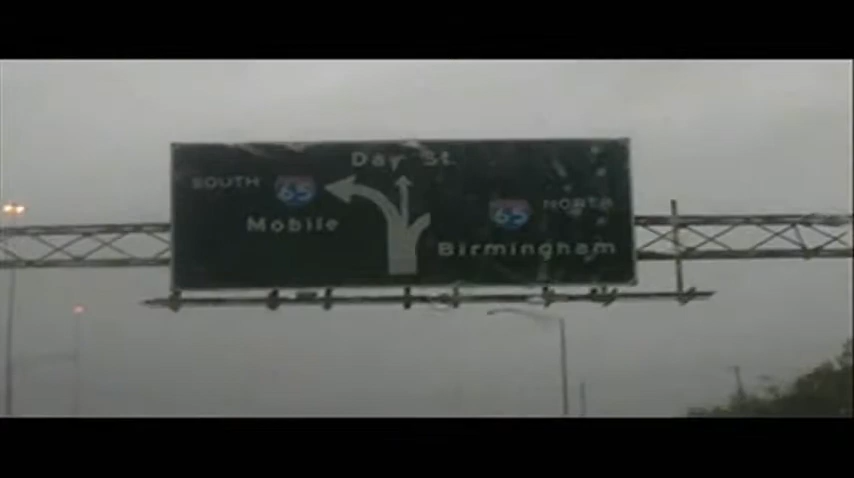 Day St.
SOUTH 65
Mobile
65 NORTH
Birmingham